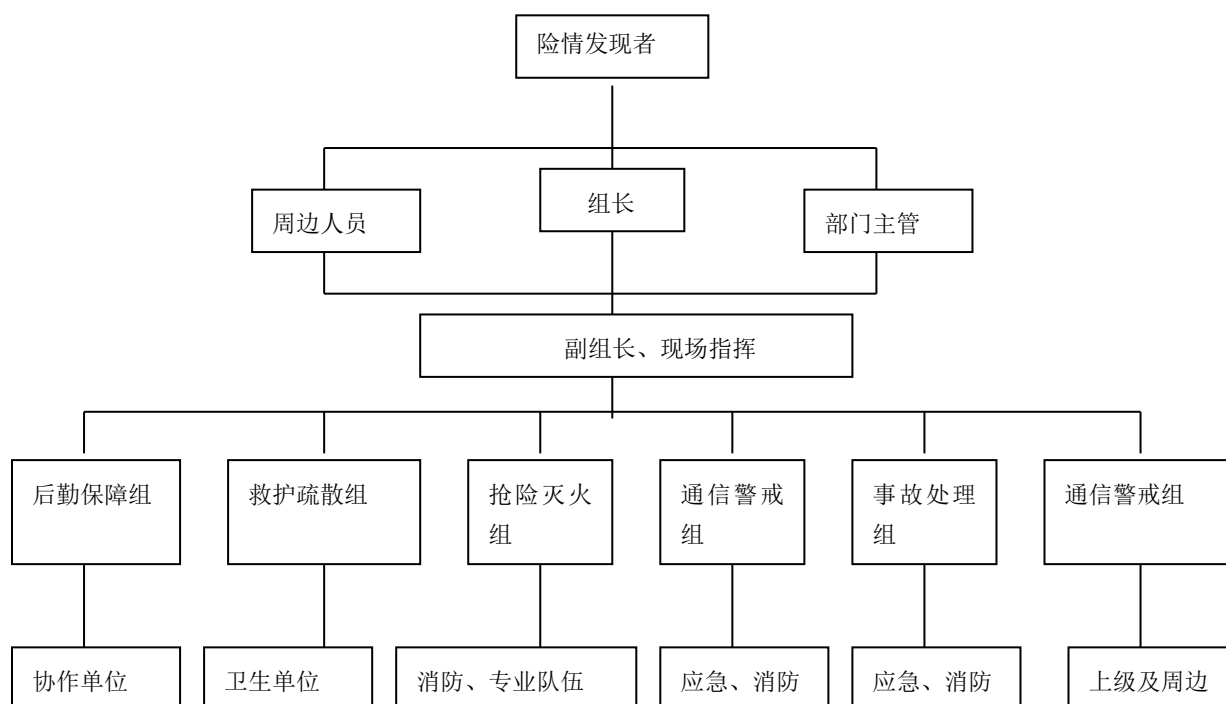 险情发现者
周边人员
组长
部门主管
副组长、现场指挥
后勤保障组
救护疏散组
抢险灭火
组
通信警戒
组
事故处理
组
通信警戒组
协作单位
卫生单位
消防、专业队伍
应急、消防
应急、消防
上级及周边